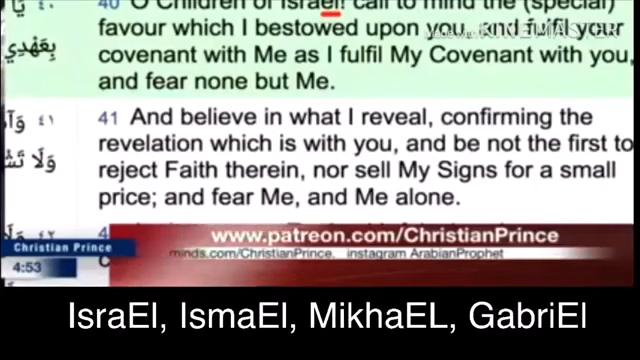 40 O Children of Israel! call to mind the (special)
favour which I bestowed upon you, and fulfil your
covenant with Me as I fulfil My Covenant with you,
and fear none but Me.
بِعَهْدِي
41 And believe in what I reveal, confirming the
revelation which is with you, and be not the first to
reject Faith therein, nor sell My Signs for a small
price; and fear Me, and Me alone.
٤١
www.patreon.com/ChristianPrince
Christian Prince
minds.com/ChristianPrince. instagram ArabianProphet
4:53
IsraEl, IsmaEl, MikhaEL, GabriEl